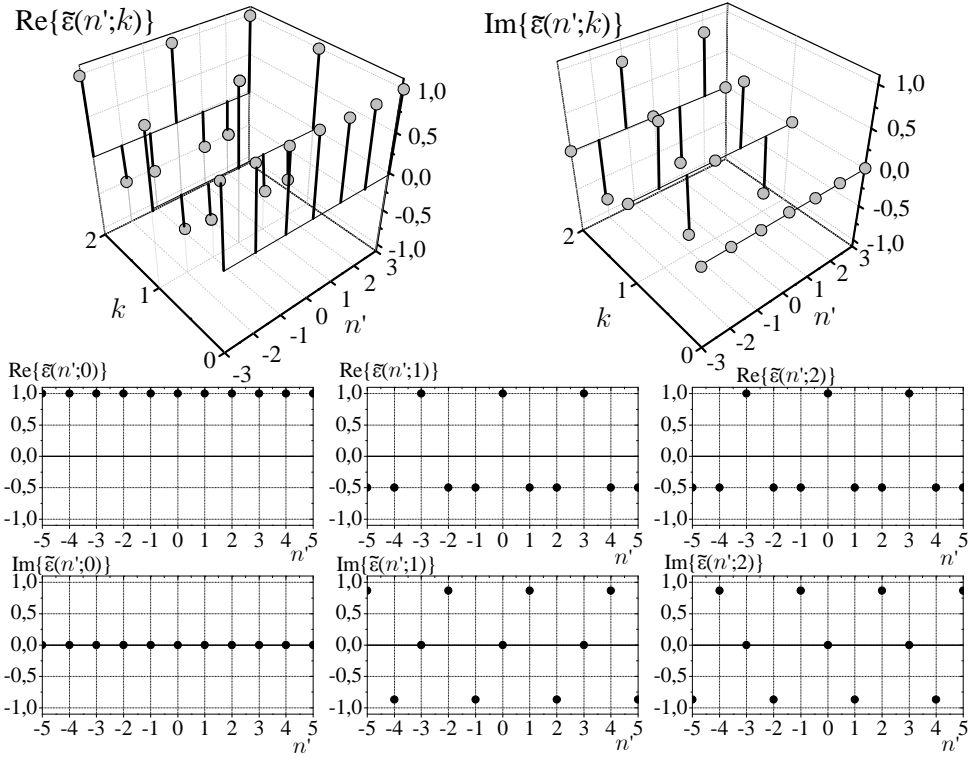 Re{ε̃(n';k)}
1,0
0,5
0,0
-0,5
-1,0
2
1
0
k
-3
-2
-1
0
1
2
3
n'
Im{ε̃(n';k)}
1,0
0,5
0,0
-0,5
-1,0
2
1
0
k
-3
-2
-1
0
1
2
3
n'
Re{ε̃(n';0)}
1,0
0,5
0,0
-0,5
-1,0
-5 -4 -3 -2 -1 0 1 2 3 4 5
n'
Re{ε̃(n';1)}
1,0
0,5
0,0
-0,5
-1,0
-5 -4 -3 -2 -1 0 1 2 3 4 5
n'
Re{ε̃(n';2)}
1,0
0,5
0,0
-0,5
-1,0
-5 -4 -3 -2 -1 0 1 2 3 4 5
n'
Im{ε̃(n';0)}
1,0
0,5
0,0
-0,5
-1,0
-5 -4 -3 -2 -1 0 1 2 3 4 5
n'
Im{ε̃(n';1)}
1,0
0,5
0,0
-0,5
-1,0
-5 -4 -3 -2 -1 0 1 2 3 4 5
n'
Im{ε̃(n';2)}
1,0
0,5
0,0
-0,5
-1,0
-5 -4 -3 -2 -1 0 1 2 3 4 5
n'